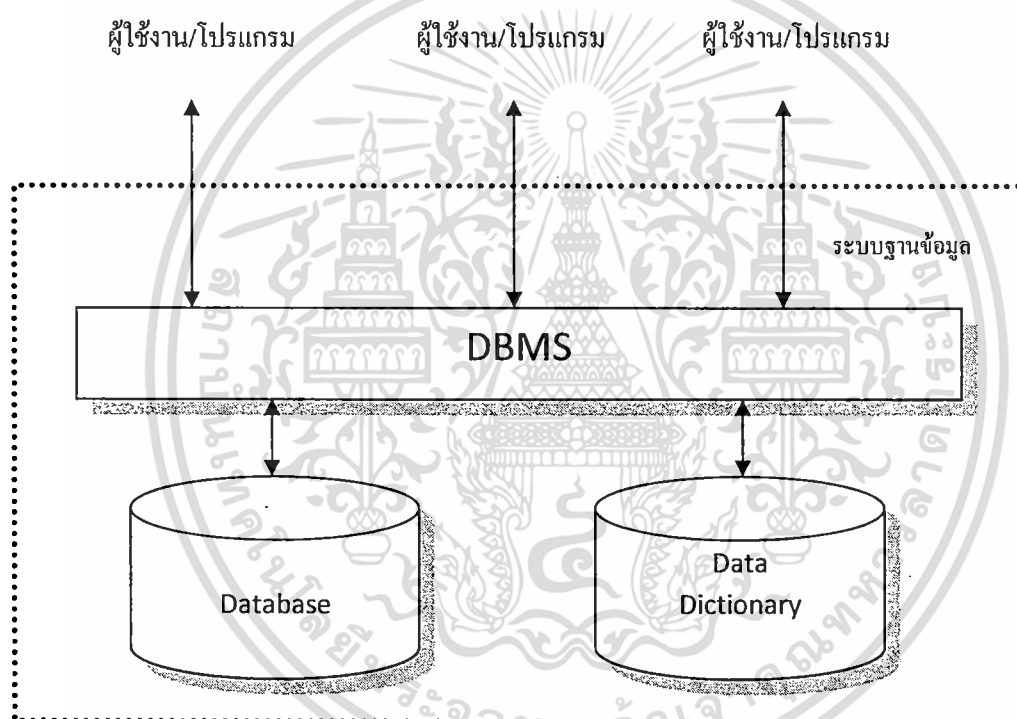 ผู้ใช้งาน/โปรแกรม ผู้ใช้งาน/โปรแกรม ผู้ใช้งาน/โปรแกรม
ระบบฐานข้อมูล
DBMS
Database
Data
Dictionary